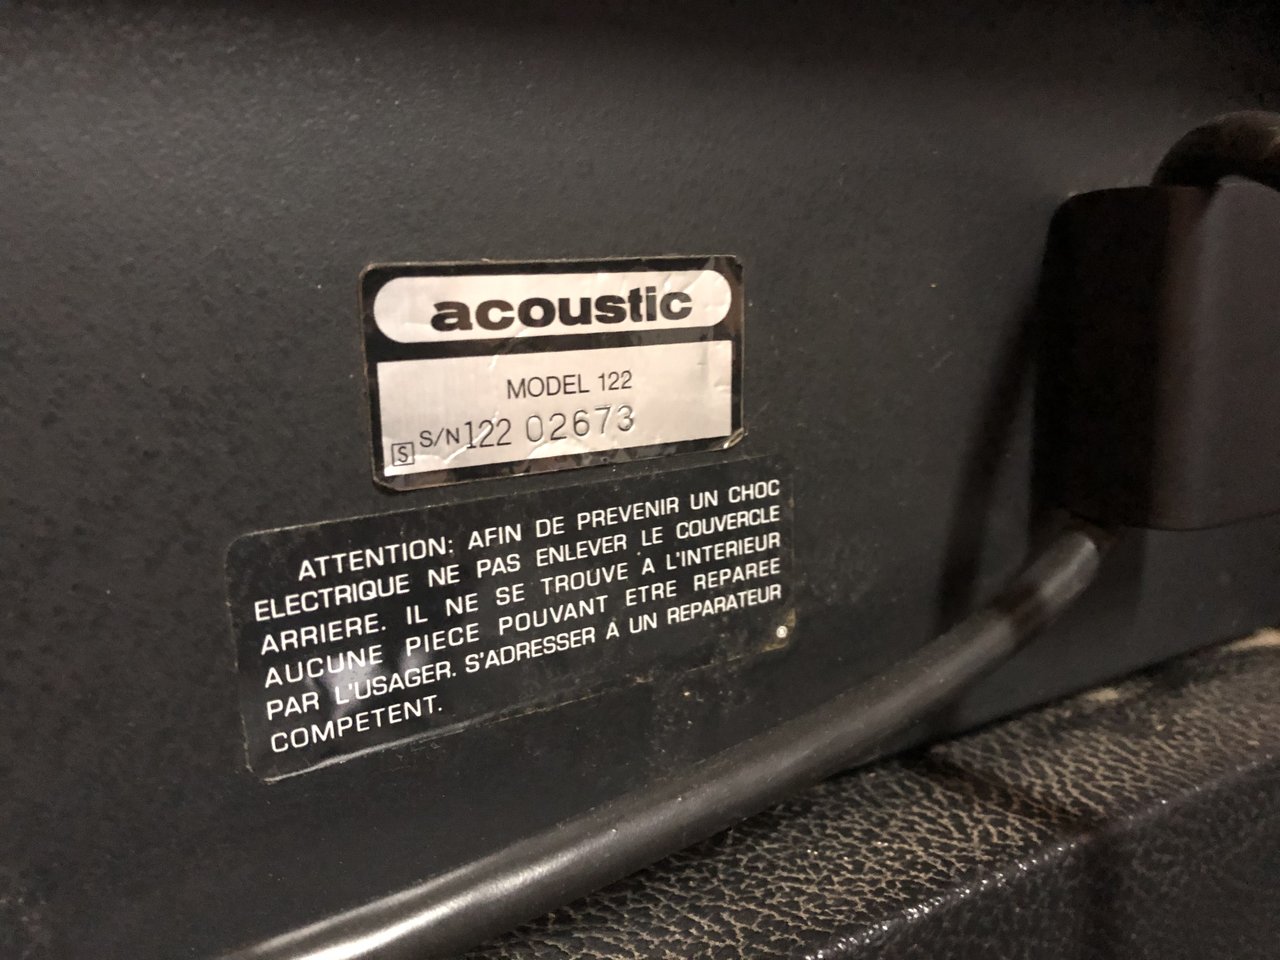 acoustic
MODEL 122
S S/N 122 02673
ATTENTION: AFIN DE PREVENIR UN CHOC
ELECTRIQUE NE PAS ENLEVER LE COUVERCLE
ARRIERE. IL NE SE TROUVE A L'INTERIEUR
AUCUNE PIECE POUVANT ETRE REPAREE
PAR L'USAGER. S'ADRESSER A UN REPARATEUR
COMPETENT.